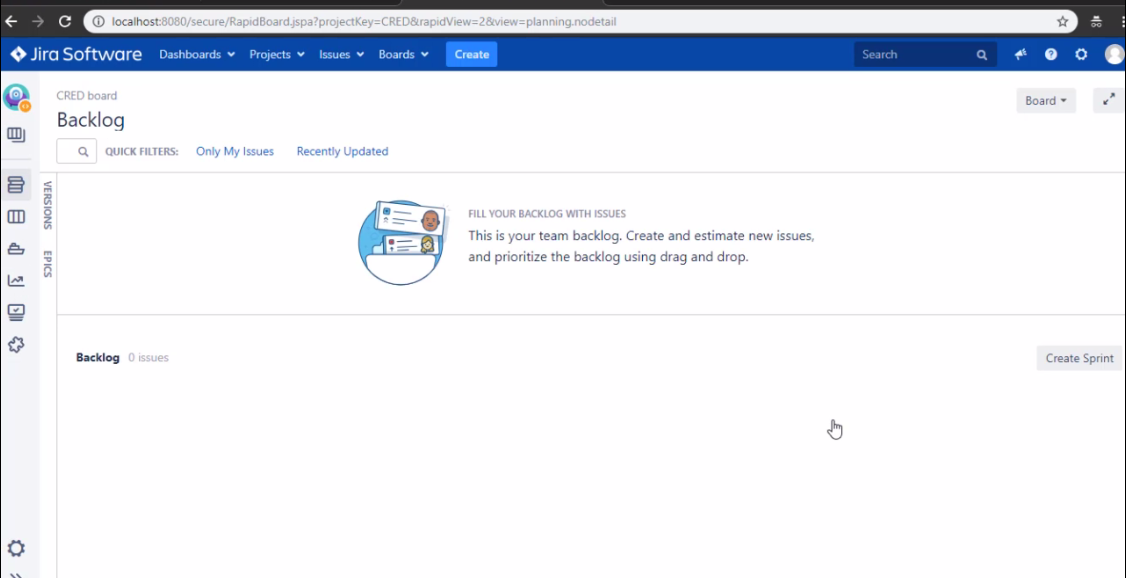 localhost:8080/secure/RapidBoard.jspa?projectKey=CRED&rapidView=2&view=planning.nodetail
Jira Software Dashboards Projects Issues Boards Create Search
CRED board
Board
Backlog
QUICK FILTERS: Only My Issues Recently Updated
VERSIONS
EPICS
FILL YOUR BACKLOG WITH ISSUES
This is your team backlog. Create and estimate new issues,
and prioritize the backlog using drag and drop.
Backlog 0 issues Create Sprint